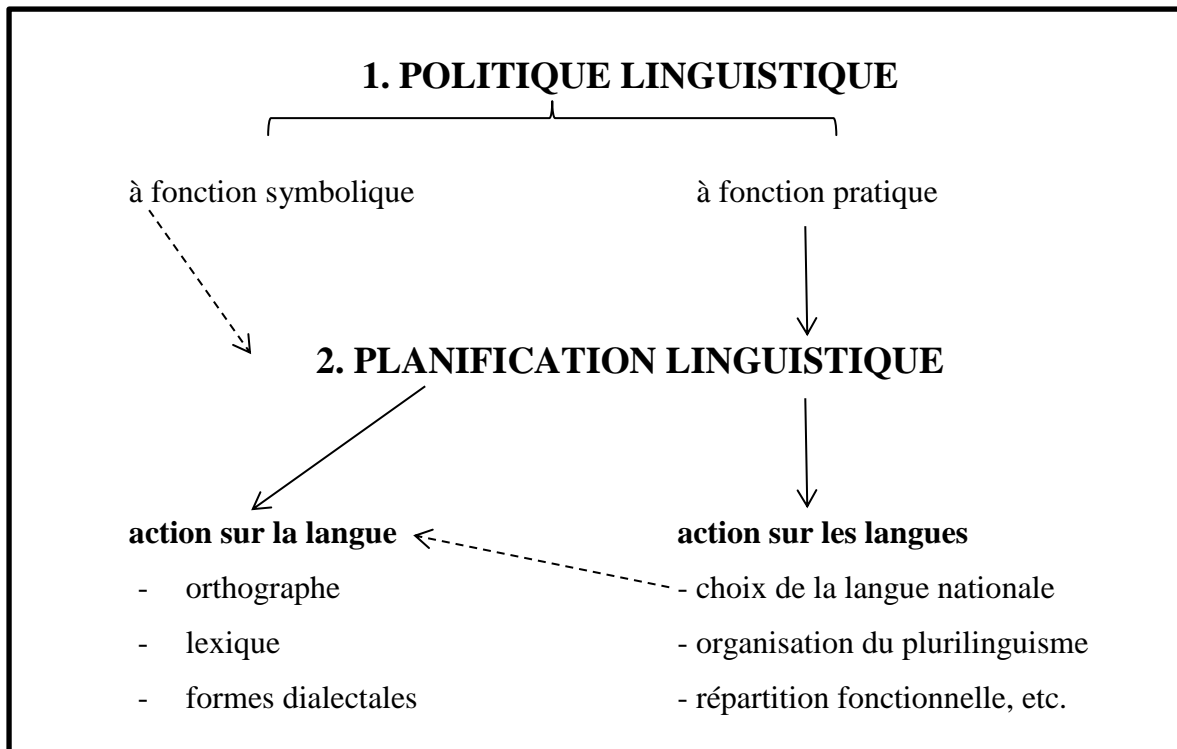 1. POLITIQUE LINGUISTIQUE
à fonction symbolique
à fonction pratique
2. PLANIFICATION LINGUISTIQUE
action sur la langue
- orthographe
- lexique
- formes dialectales
action sur les langues
- choix de la langue nationale
- organisation du plurilinguisme
- répartition fonctionnelle, etc.